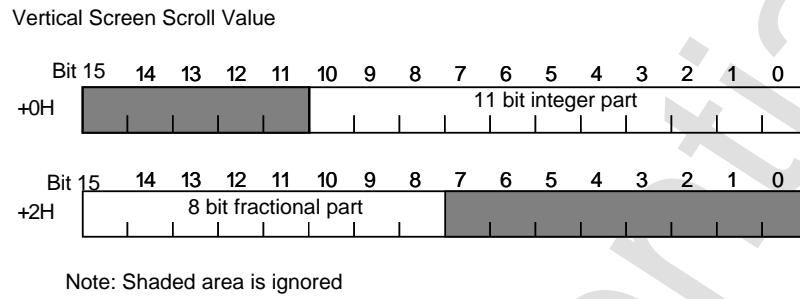 Vertical Screen Scroll Value
Bit 15 14 13 12 11 10 9 8 7 6 5 4 3 2 1 0
+0H 11 bit integer part
Bit 15 14 13 12 11 10 9 8 7 6 5 4 3 2 1 0
+2H 8 bit fractional part
Note: Shaded area is ignored